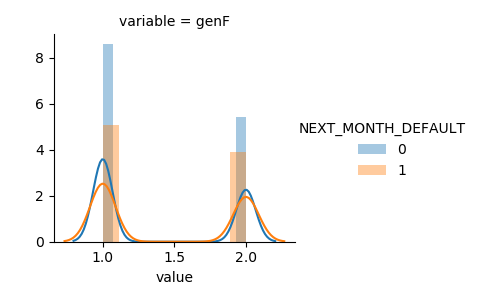 variable = genF
8
6
4
2
0
1.0 1.5 2.0
value
NEXT_MONTH_DEFAULT
0
1